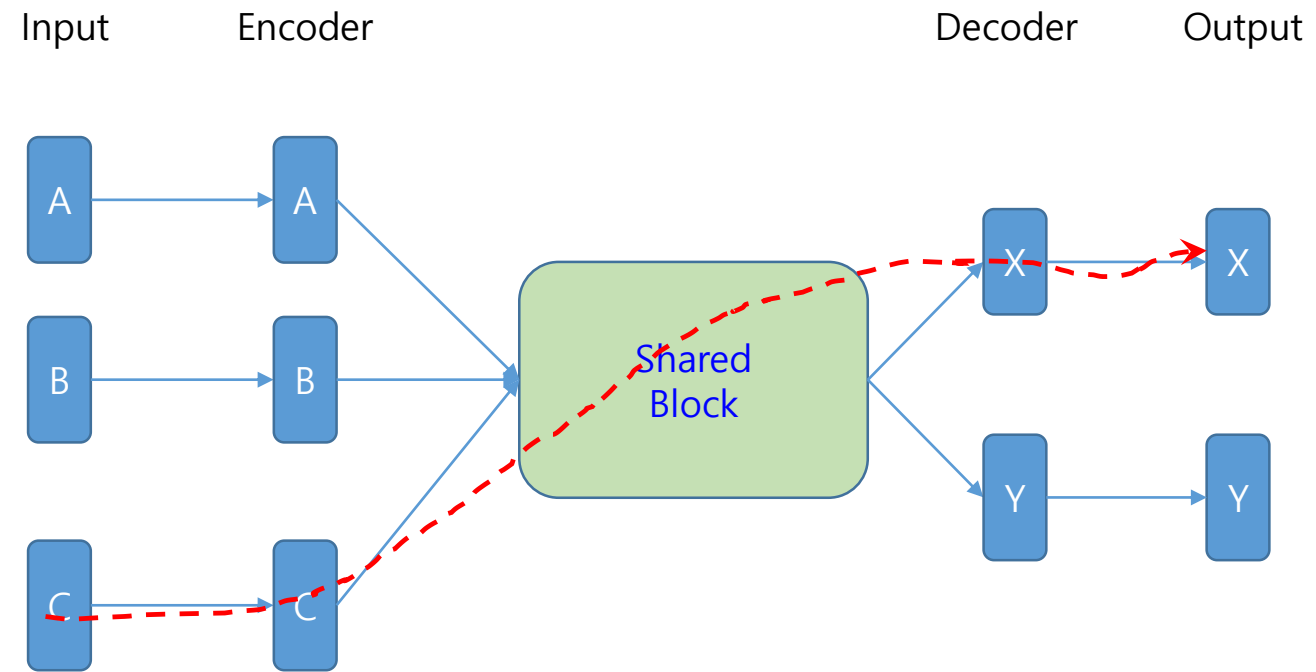 Input Encoder Decoder Output
A A
X X
B B
Shared
Block
Y Y
C C